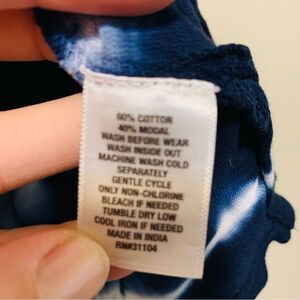 60% COTTON
40% MODAL
WASH BEFORE WEAR
WASH INSIDE OUT
MACHINE WASH COLD
SEPARATELY
GENTLE CYCLE
ONLY NON-CHLORINE
BLEACH IF NEEDED
TUMBLE DRY LOW
COOL IRON IF NEEDED
MADE IN INDIA
RN#31104